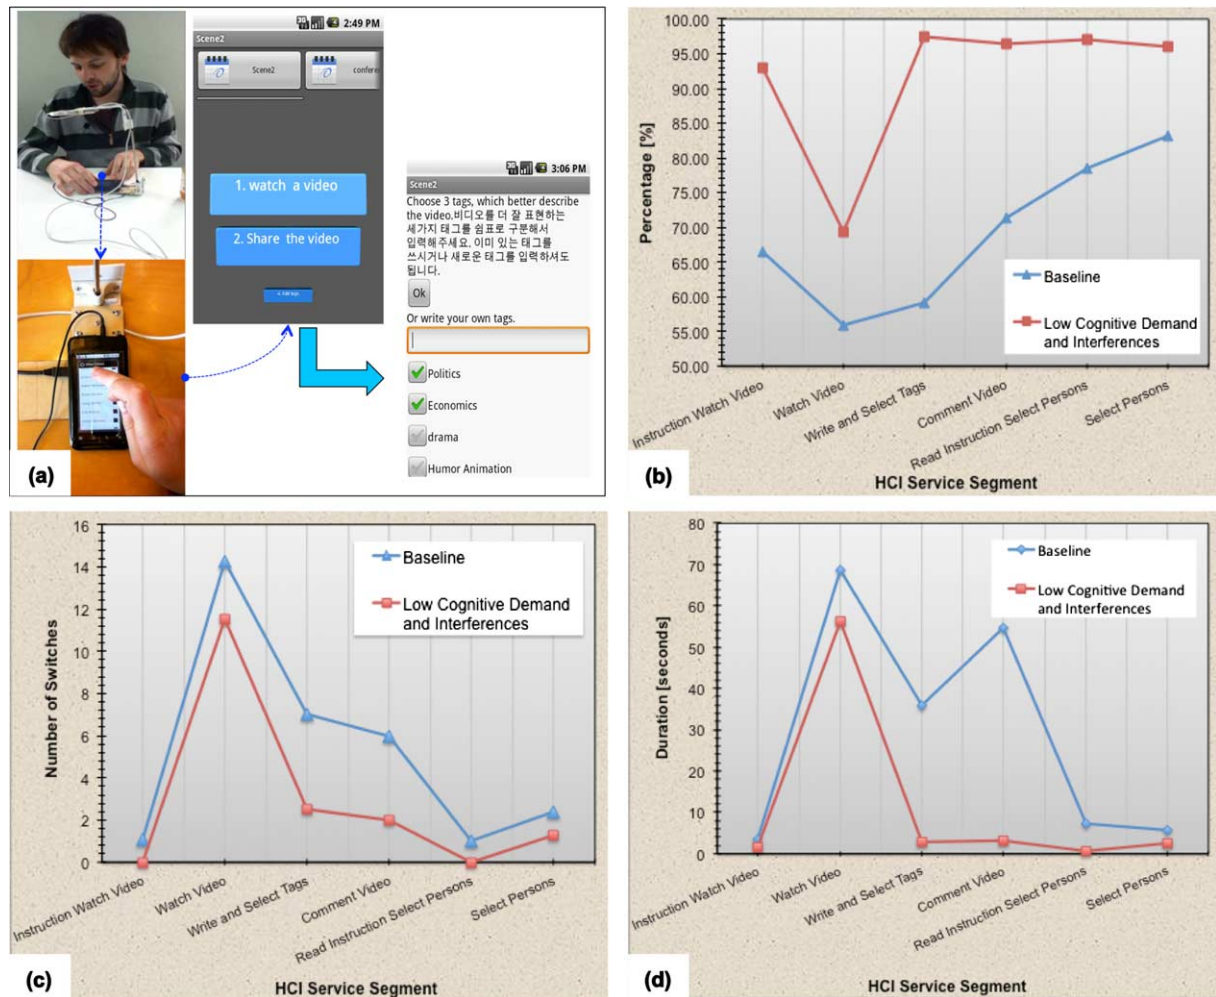 2:49 PM
Scene2
Scene2
confere
1. watch a video
2. Share the video
3:06 PM
Scene2
Choose 3 tags, which better describe
the video.비디오를 더 잘 표현하는
세가지 태그를 쉼표로 구분해서
입력해주세요. 이미 있는 태그를
쓰시거나 새로운 태그를 입력하셔도
됩니다.
Ok
Or write your own tags.
Politics
Economics
drama
Humor Animation
(a)
100.00
95.00
90.00
85.00
80.00
75.00
70.00
65.00
60.00
55.00
50.00
Percentage [%]
Baseline
Low Cognitive Demand
and Interferences
Instruction Watch Video
Watch Video
Write and Select Tags
Comment Video
Read Instruction Select Persons
Select Persons
HCI Service Segment
(b)
16
14
12
10
8
6
4
2
0
Number of Switches
Baseline
Low Cognitive Demand
and Interferences
Instruction Watch Video
Watch Video
Write and Select Tags
Comment Video
Read Instruction Select Persons
Select Persons
HCI Service Segment
(c)
80
70
60
50
40
30
20
10
0
Duration [seconds]
Baseline
Low Cognitive Demand
and Interferences
Instruction Watch Video
Watch Video
Write and Select Tags
Comment Video
Read Instruction Select Persons
Select Persons
HCI Service Segment
(d)